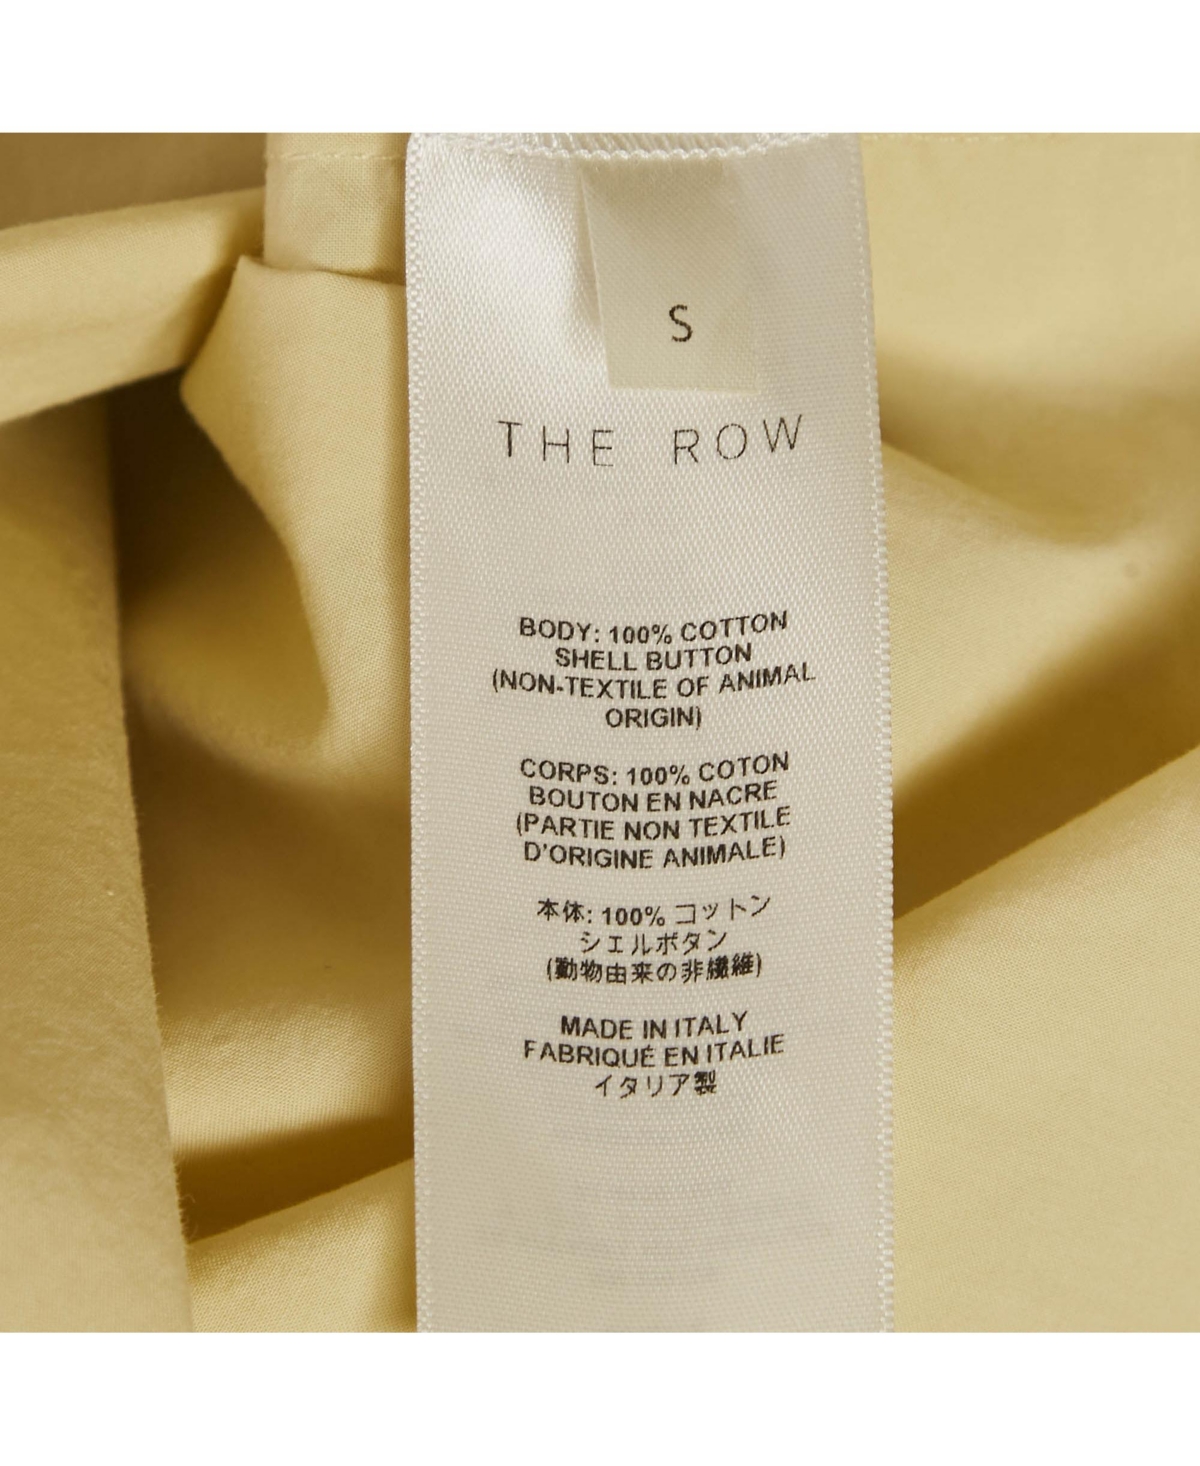 S
THE ROW
BODY: 100% COTTON
SHELL BUTTON
(NON-TEXTILE OF ANIMAL
ORIGIN)
CORPS: 100% COTON
BOUTON EN NACRE
(PARTIE NON TEXTILE
D'ORIGINE ANIMALE)
本体: 100% コットン
シェルボタン
(動物由来の非繊維)
MADE IN ITALY
FABRIQUÉ EN ITALIE
イタリア製